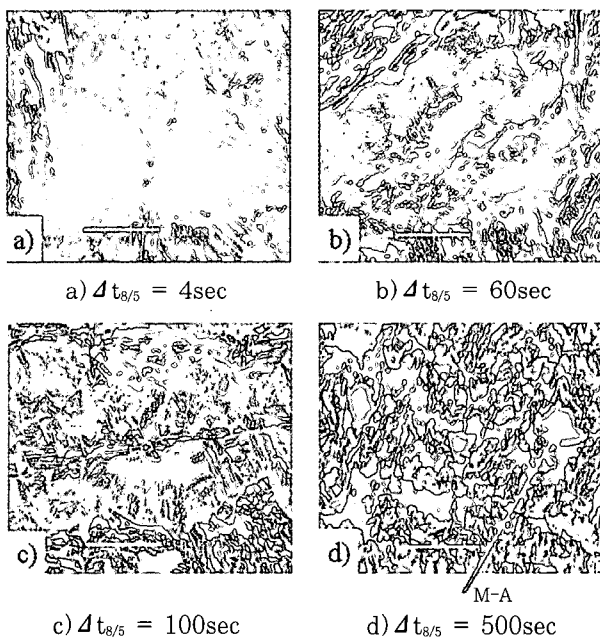 a)
b)
a) Δt8/5 = 4sec
b) Δt8/5 = 60sec
c)
d)
M-A
c) Δt8/5 = 100sec
d) Δt8/5 = 500sec